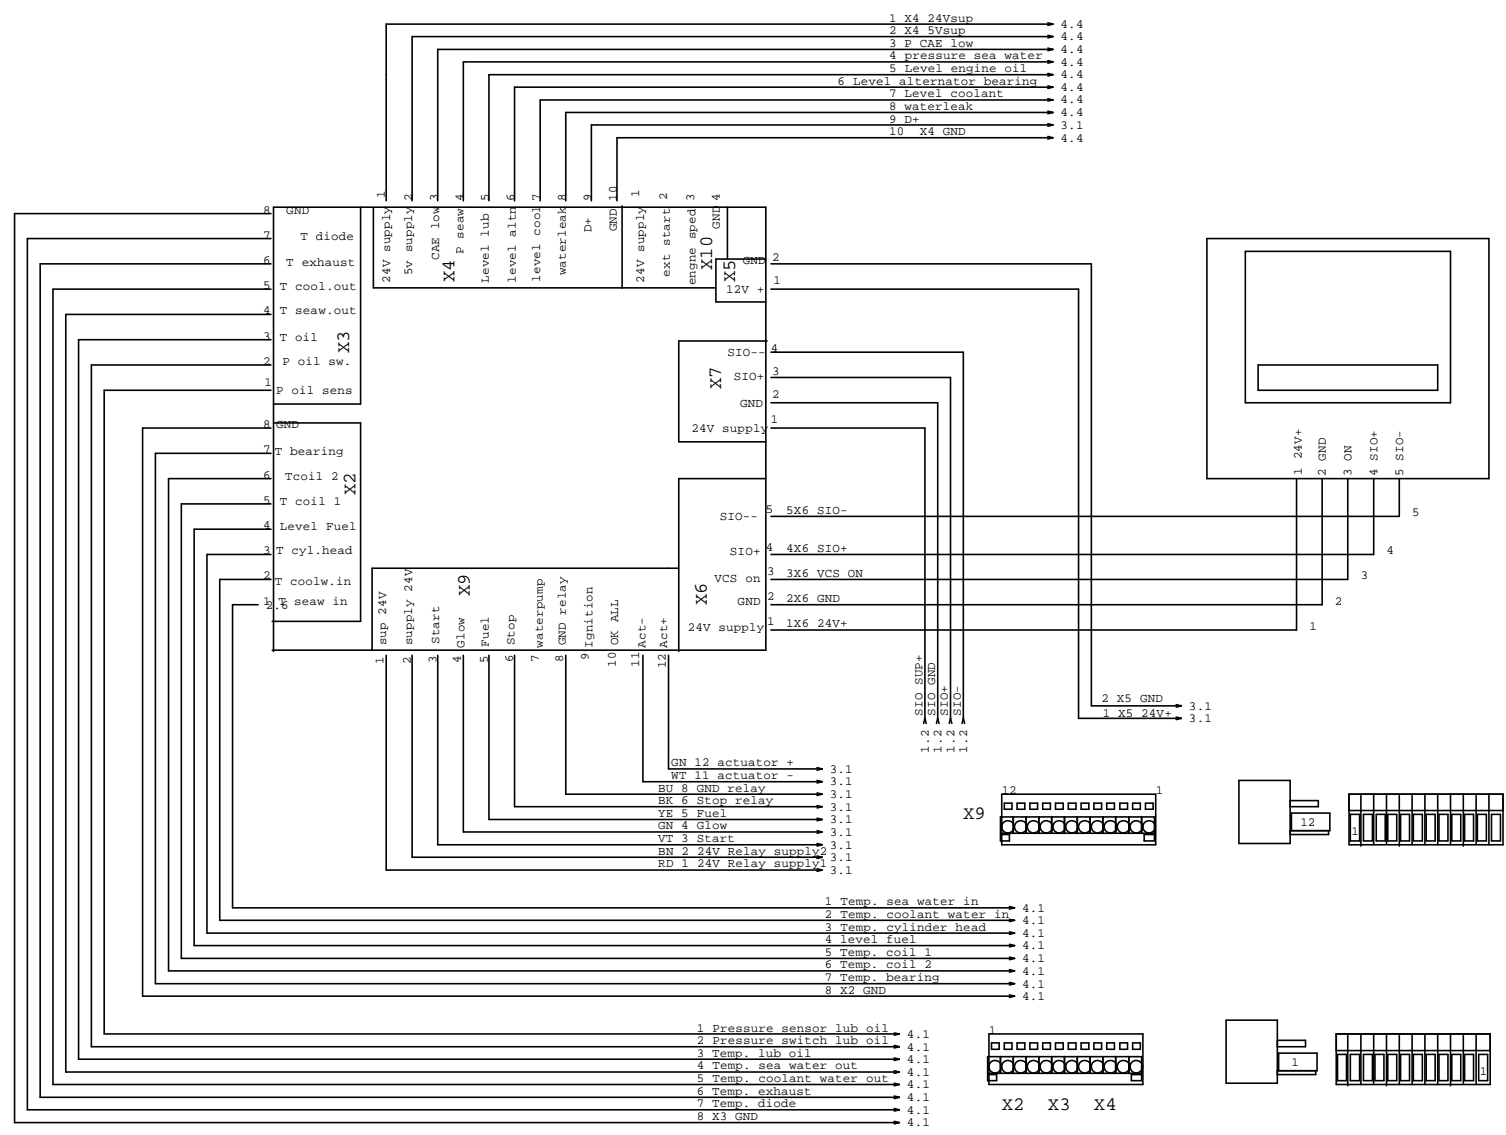 1 X4 24Vsup 4.4
2 X4 5Vsup 4.4
3 P CAE low 4.4
4 pressure sea water 4.4
5 Level engine oil 4.4
6 Level alternator bearing 4.4
7 Level coolant 4.4
8 waterleak 4.4
9 D+ 3.1
10 X4 GND 4.4
1 24V supply
2 5v supply
3 CAE low
4 P seaw
5 Level lub
6 level altn
7 level cool
8 waterleak
9 D+
10 GND
X4
1 24V supply
2 ext start
3 engne sped
4 GND
X10
X5
GND 2
12V + 1
8 GND
7 T diode
6 T exhaust
5 T cool.out
4 T seaw.out
3 T oil
2 P oil sw.
1 P oil sens
X3
8 GND
7 T bearing
6 Tcoil 2
5 T coil 1
4 Level Fuel
3 T cyl.head
2 T coolw.in
1 T seaw in
2.6
X2
X7
SIO-- 4
SIO+ 3
GND 2
24V supply 1
X6
SIO-- 5 5X6 SIO- 5
SIO+ 4 4X6 SIO+ 4
VCS on 3 3X6 VCS ON 3
GND 2 2X6 GND 2
24V supply 1 1X6 24V+ 1
1 24V+
2 GND
3 ON
4 SIO+
5 SIO-
X9
1 sup 24V
2 supply 24V
3 Start
4 Glow
5 Fuel
6 Stop
7 waterpump
8 GND relay
9 Ignition
10 OK ALL
11 Act-
12 Act+
1.2 SIO SUP+
1.2 SIO GND
1.2 SIO+
1.2 SIO-
2 X5 GND 3.1
1 X5 24V+ 3.1
GN 12 actuator + 3.1
WT 11 actuator - 3.1
BU 8 GND relay 3.1
BK 6 Stop relay 3.1
YE 5 Fuel 3.1
GN 4 Glow 3.1
VT 3 Start 3.1
BN 2 24V Relay supply2 3.1
RD 1 24V Relay supply1 3.1
X9 12 1
12
1
1 Temp. sea water in 4.1
2 Temp. coolant water in 4.1
3 Temp. cylinder head 4.1
4 level fuel 4.1
5 Temp. coil 1 4.1
6 Temp. coil 2 4.1
7 Temp. bearing 4.1
8 X2 GND 4.1
1 Pressure sensor lub oil 4.1
2 Pressure switch lub oil 4.1
3 Temp. lub oil 4.1
4 Temp. sea water out 4.1
5 Temp. coolant water out 4.1
6 Temp. exhaust 4.1
7 Temp. diode 4.1
8 X3 GND 4.1
1
1
1
X2 X3 X4